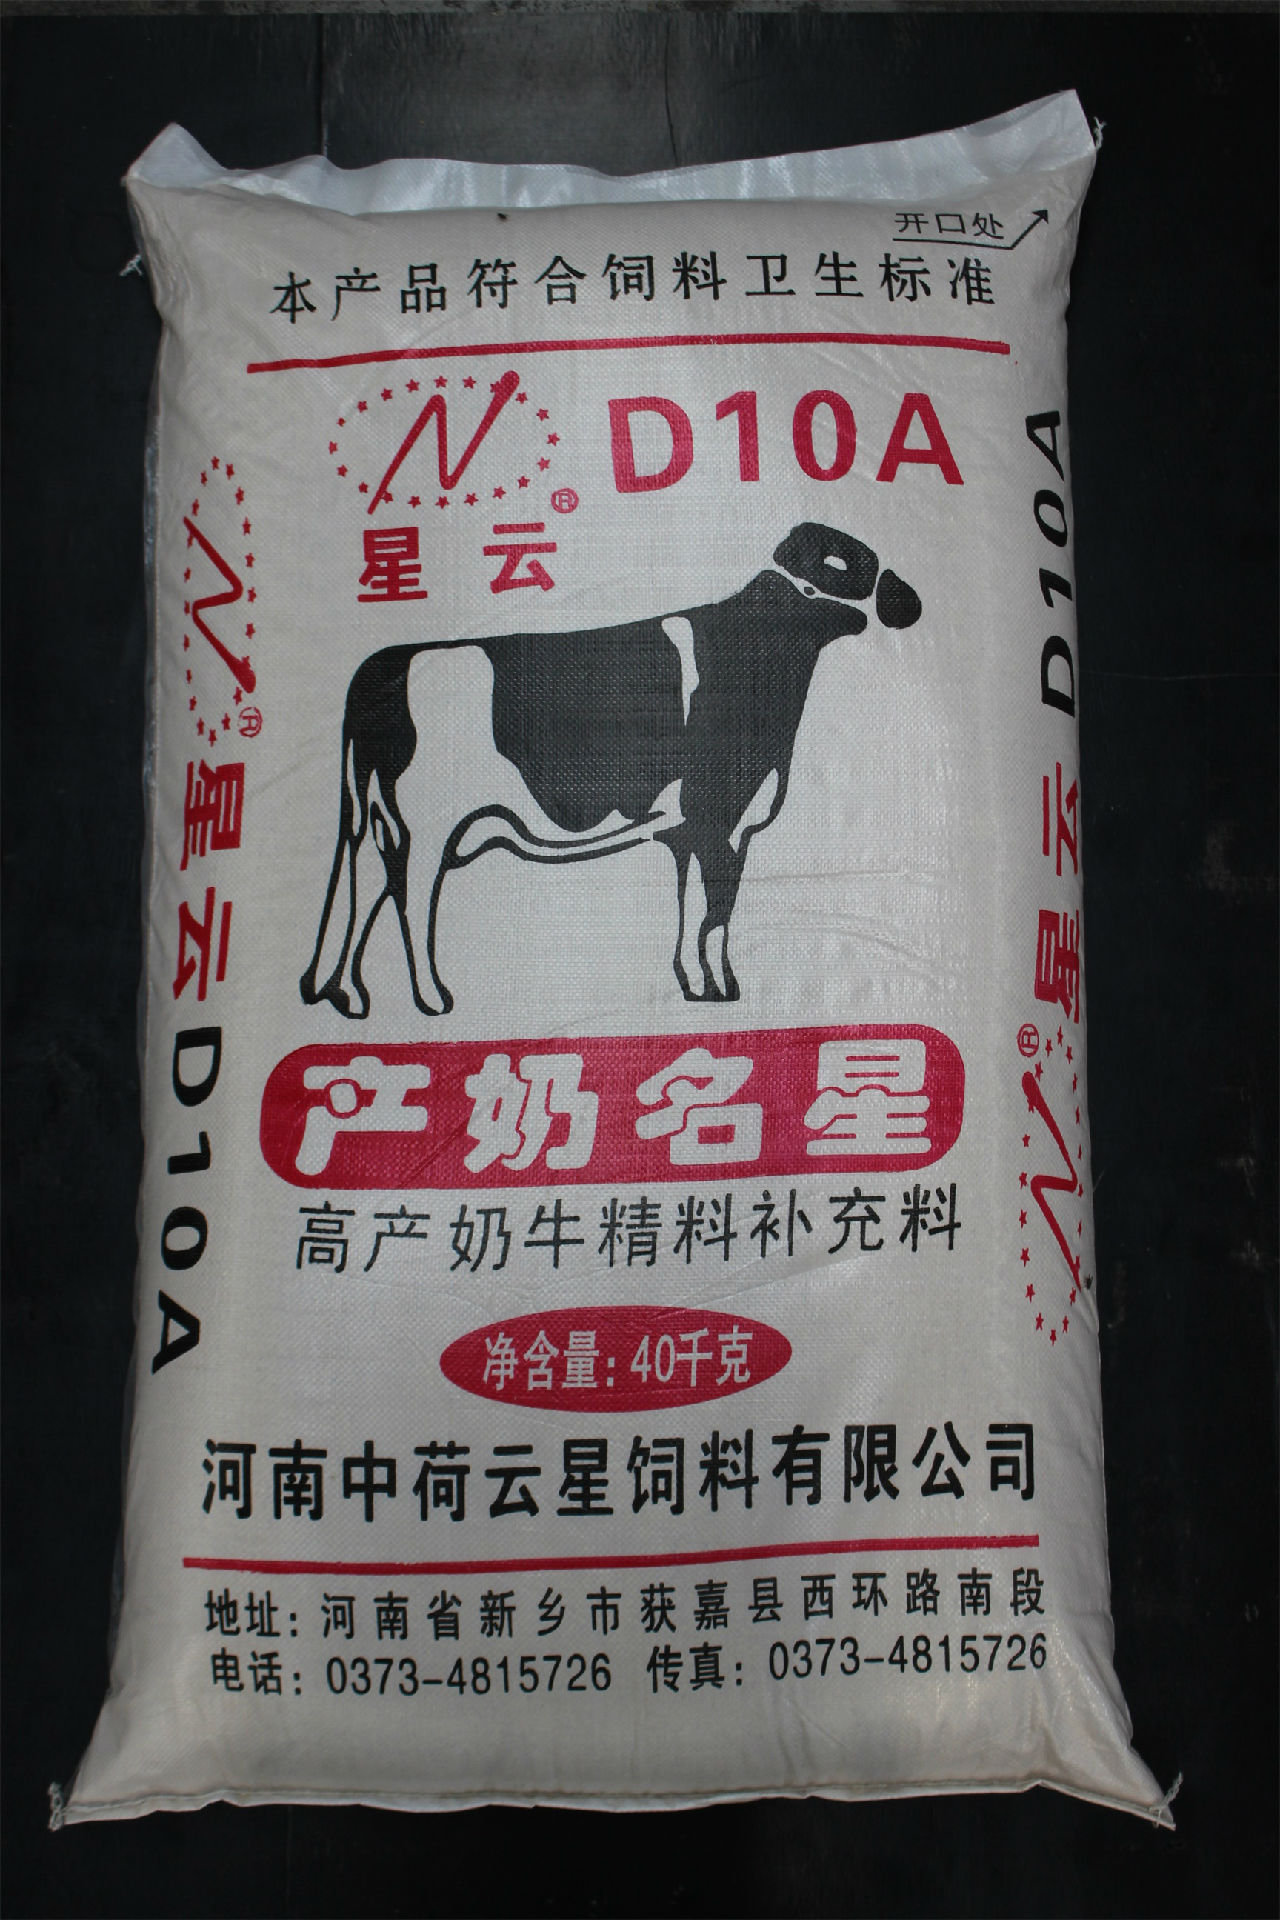 开口处
本产品符合饲料卫生标准
N
®
D10A
星云
产奶名星
高产奶牛精料补充料
净含量：40千克
河南中荷云星饲料有限公司
地址：河南省新乡市获嘉县西环路南段
电话：0373-4815726 传真：0373-4815726
N
®
星云 D10A
N
®
星云 D10A